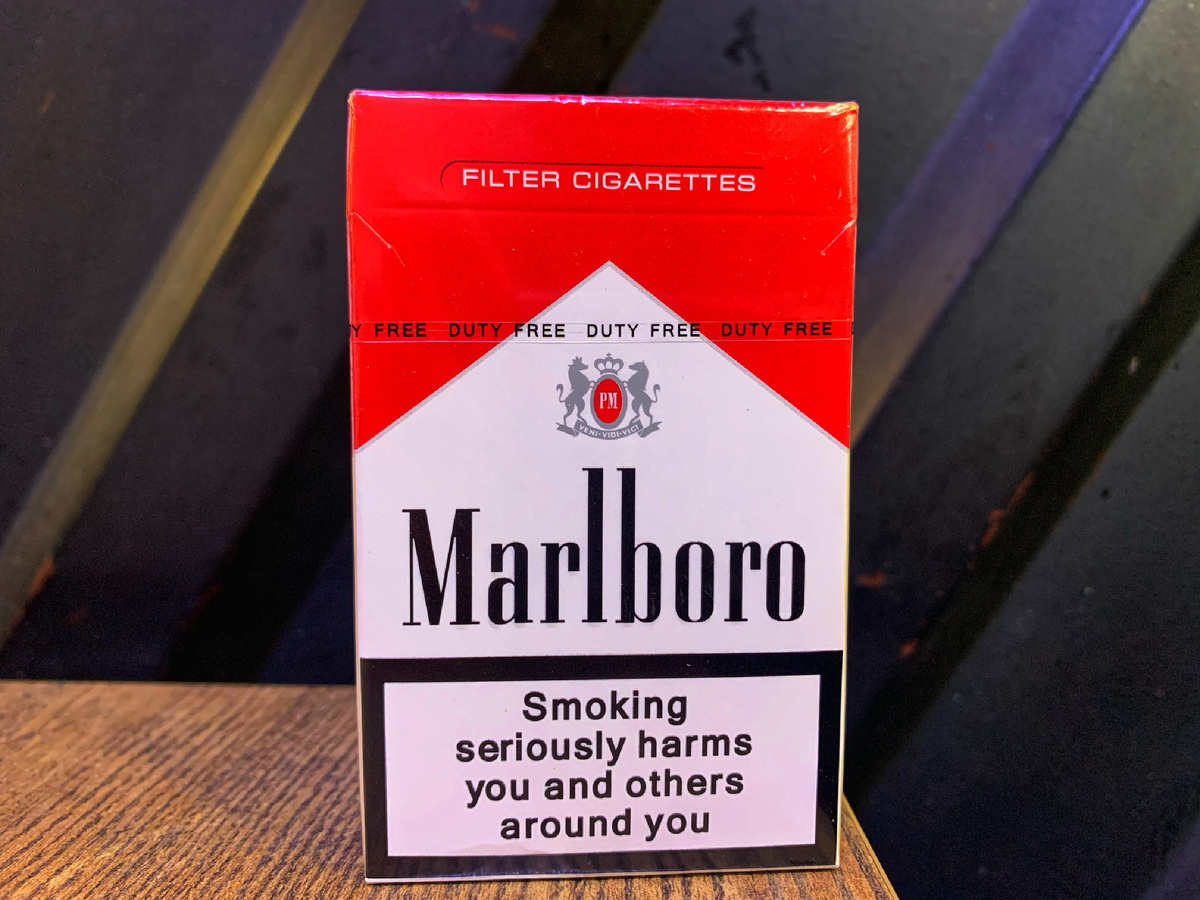 FILTER CIGARETTES
Y FREE DUTY FREE DUTY FREE DUTY FREE
PM
VENI·VIDI·VICI
Marlboro
Smoking
seriously harms
you and others
around you